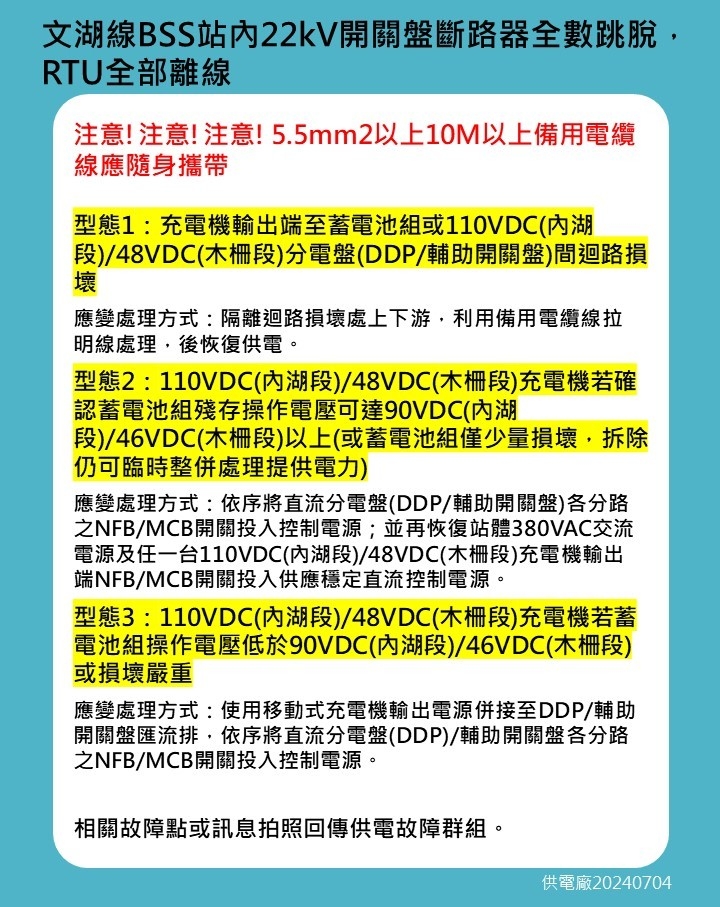 文湖線BSS站內22kV開關盤斷路器全數跳脫，
RTU全部離線
注意! 注意! 注意! 5.5mm2以上10M以上備用電纜
線應隨身攜帶
型態1：充電機輸出端至蓄電池組或110VDC(內湖
段)/48VDC(木柵段)分電盤(DDP/輔助開關盤)間迴路損
壞
應變處理方式：隔離迴路損壞處上下游，利用備用電纜線拉
明線處理，後恢復供電。
型態2：110VDC(內湖段)/48VDC(木柵段)充電機若確
認蓄電池組殘存操作電壓可達90VDC(內湖
段)/46VDC(木柵段)以上(或蓄電池組僅少量損壞，拆除
仍可臨時整併處理提供電力)
應變處理方式：依序將直流分電盤(DDP/輔助開關盤)各分路
之NFB/MCB開關投入控制電源；並再恢復站體380VAC交流
電源及任一台110VDC(內湖段)/48VDC(木柵段)充電機輸出
端NFB/MCB開關投入供應穩定直流控制電源。
型態3：110VDC(內湖段)/48VDC(木柵段)充電機若蓄
電池組操作電壓低於90VDC(內湖段)/46VDC(木柵段)
或損壞嚴重
應變處理方式：使用移動式充電機輸出電源併接至DDP/輔助
開關盤匯流排，依序將直流分電盤(DDP)/輔助開關盤各分路
之NFB/MCB開關投入控制電源。
相關故障點或訊息拍照回傳供電故障群組。
供電廠20240704